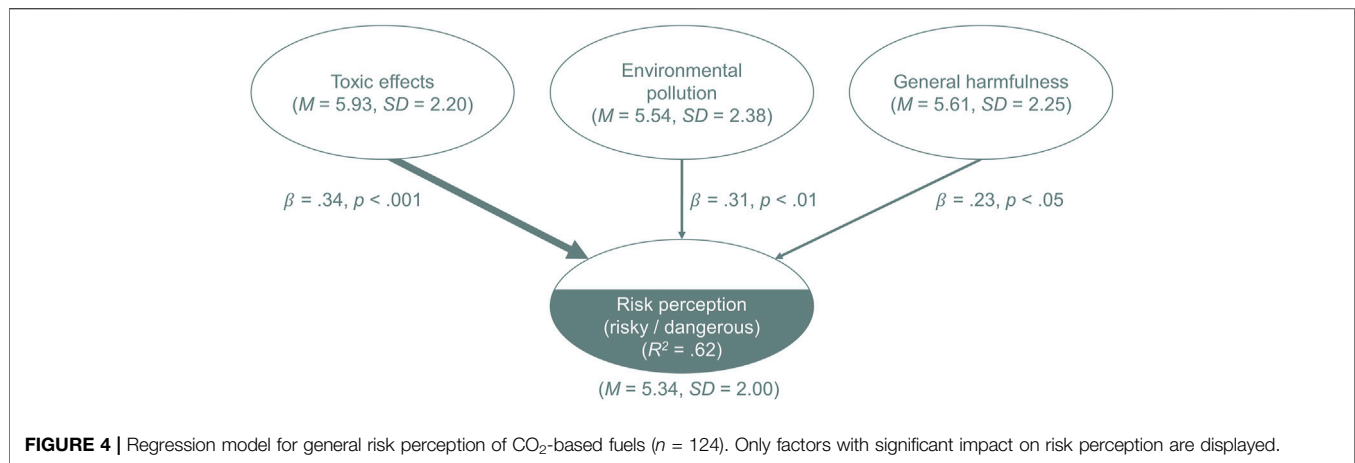 Toxic effects
(M = 5.93, SD = 2.20)
Environmental
pollution
(M = 5.54, SD = 2.38)
General harmfulness
(M = 5.61, SD = 2.25)
β = .34, p < .001
β = .31, p < .01
β = .23, p < .05
Risk perception
(risky / dangerous)
(R² = .62)
(M = 5.34, SD = 2.00)
FIGURE 4 | Regression model for general risk perception of CO₂-based fuels (n = 124). Only factors with significant impact on risk perception are displayed.